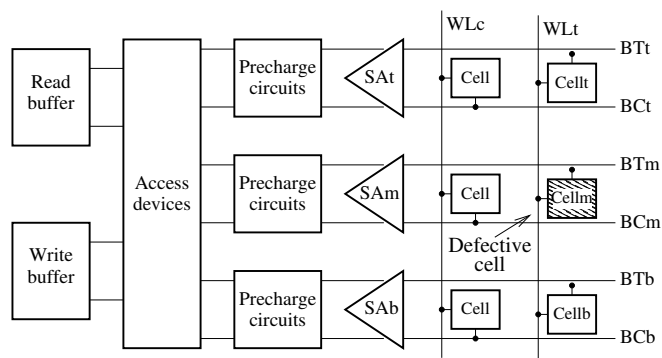 WLc
WLt
BTt
Read
buffer
Precharge
circuits
SAt
Cell
Cellt
BCt
Access
devices
BTm
Precharge
circuits
SAm
Cell
Cellm
BCm
Defective
cell
Write
buffer
BTb
Precharge
circuits
SAb
Cell
Cellb
BCb